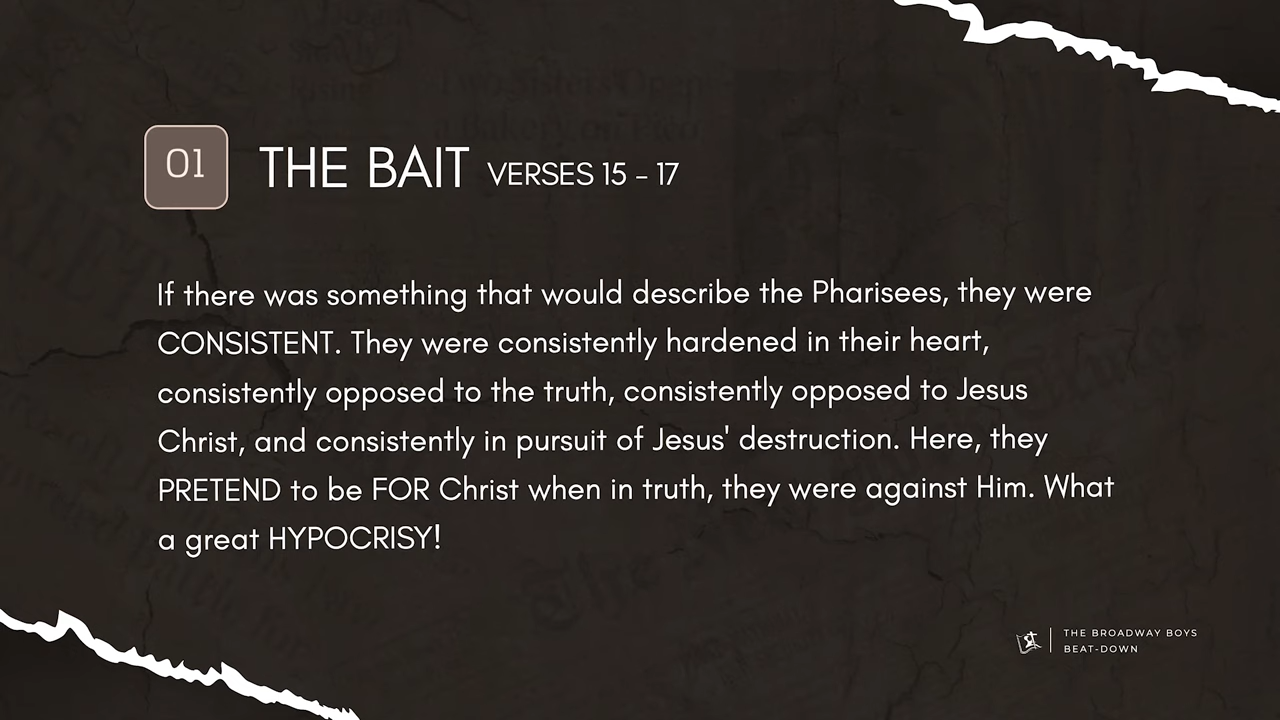 01
THE BAIT VERSES 15 – 17
If there was something that would describe the Pharisees, they were
CONSISTENT. They were consistently hardened in their heart,
consistently opposed to the truth, consistently opposed to Jesus
Christ, and consistently in pursuit of Jesus' destruction. Here, they
PRETEND to be FOR Christ when in truth, they were against Him. What
a great HYPOCRISY!
THE BROADWAY BOYS
BEAT-DOWN